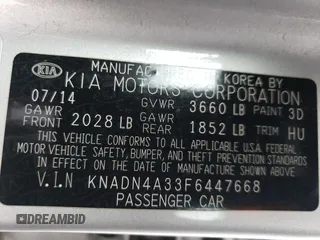 MANUFAC KOREA BY
KIA KIA MOTORS CORPORATION
07/14 GVWR 3660 LB PAINT 3D
GAWR FRONT 2028 LB GAWR REAR 1852 LB TRIM HU
THIS VEHICLE CONFORMS TO ALL APPLICABLE U.S.A FEDERAL
MOTOR VEHICLE SAFETY, BUMPER, AND THEFT PREVENTION STANDARDS
IN EFFECT ON THE DATE OF MANUFACTURE SHOWN ABOVE.
V.I.N KNADN4A33F6447668
PASSENGER CAR
DREAMBID